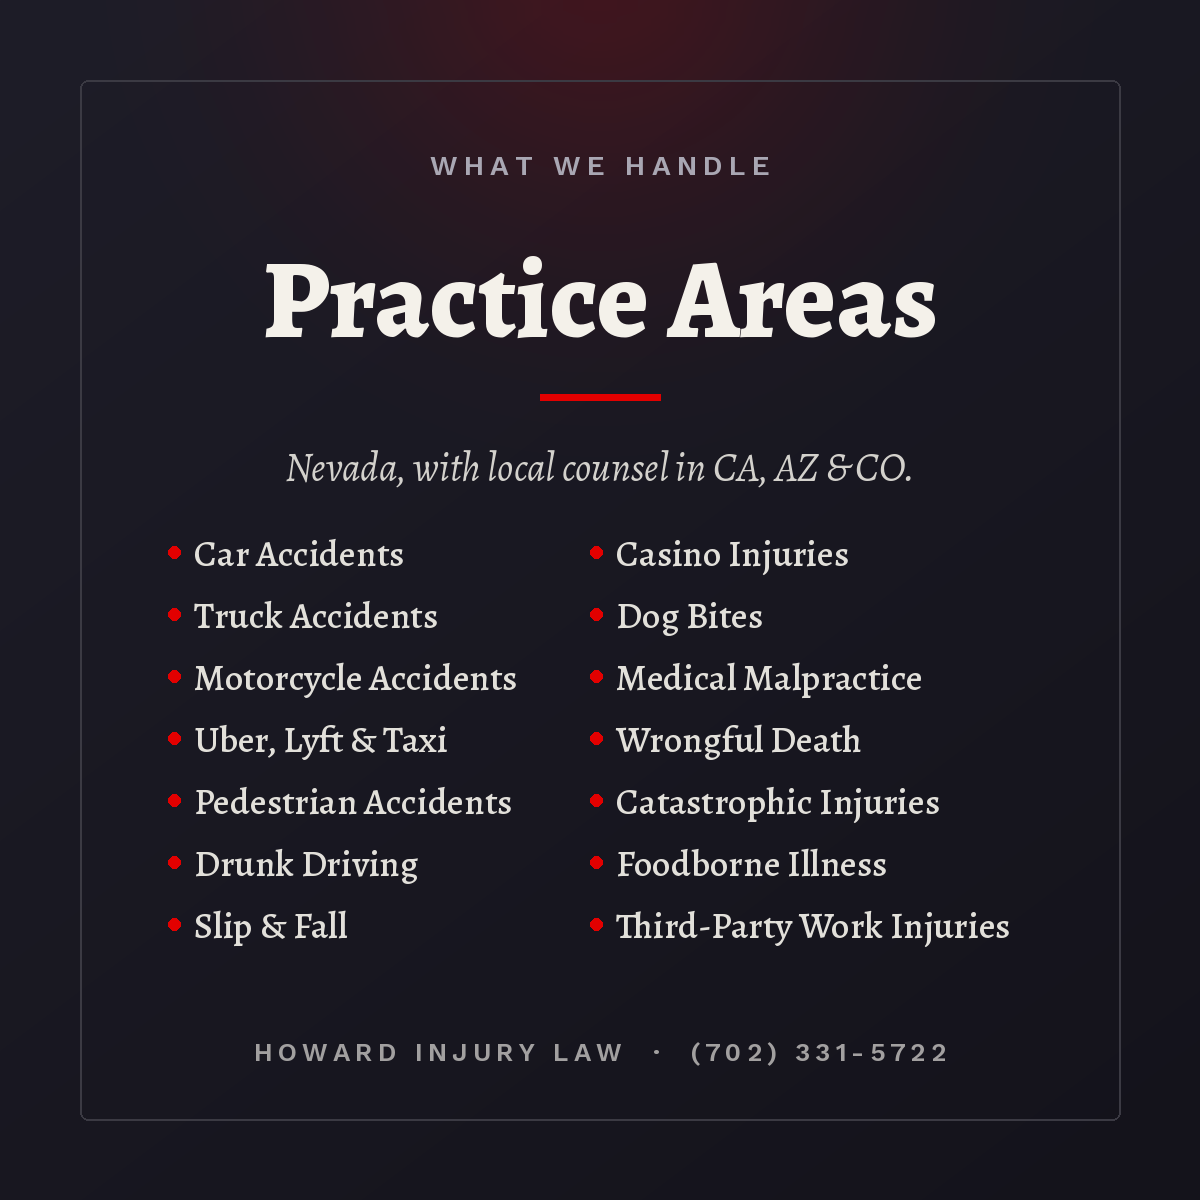 WHAT WE HANDLE
Practice Areas
Nevada, with local counsel in CA, AZ & CO.
Car Accidents
Truck Accidents
Motorcycle Accidents
Uber, Lyft & Taxi
Pedestrian Accidents
Drunk Driving
Slip & Fall
Casino Injuries
Dog Bites
Medical Malpractice
Wrongful Death
Catastrophic Injuries
Foodborne Illness
Third-Party Work Injuries
HOWARD INJURY LAW · (702) 331-5722